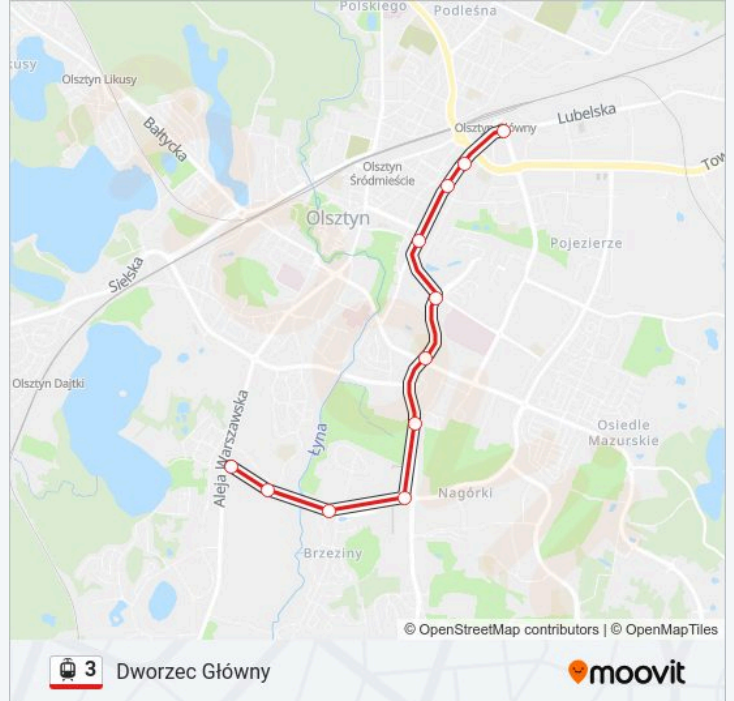 Polskiego
Podleśna
kusy
Olsztyn Likusy
Bałtycka
Olsztyn Główny
Lubelska
Tow
Olsztyn
Śródmieście
Olsztyn
Pojezierze
Sielska
Olsztyn Dajtki
Aleja Warszawska
Łyna
Osiedle
Mazurskie
Nagórki
Brzeziny
© OpenStreetMap contributors | © OpenMapTiles
3 Dworzec Główny
moovit